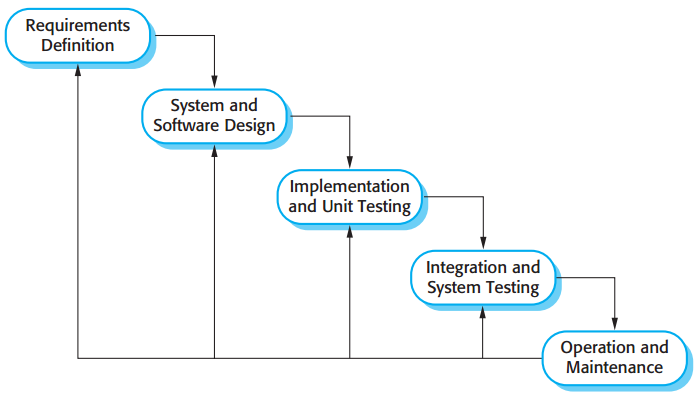 Requirements
Definition
System and
Software Design
Implementation
and Unit Testing
Integration and
System Testing
Operation and
Maintenance